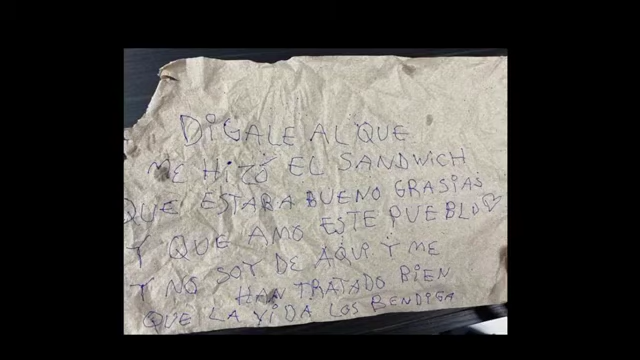 DIGALE AL QUE
ME HIZO EL SANDWICH
QUE ESTABA BUENO GRASIAS
Y QUE AMO ESTE PUEBLO
Y NO SOY DE AQUI Y ME
HAN TRATADO BIEN
QUE LA VIDA LOS BENDIGA